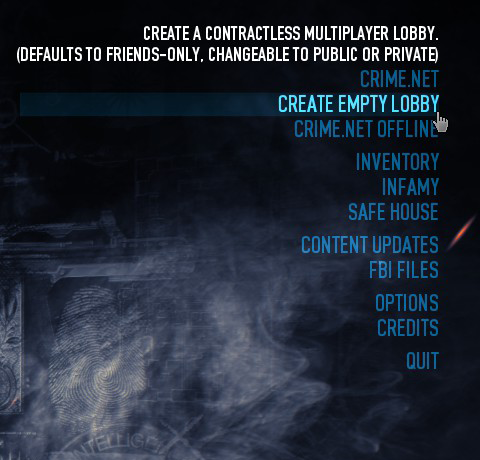 CREATE A CONTRACTLESS MULTIPLAYER LOBBY.
(DEFAULTS TO FRIENDS-ONLY, CHANGEABLE TO PUBLIC OR PRIVATE)
CRIME.NET
CREATE EMPTY LOBBY
CRIME.NET OFFLINE
INVENTORY
INFAMY
SAFE HOUSE
CONTENT UPDATES
FBI FILES
OPTIONS
CREDITS
QUIT